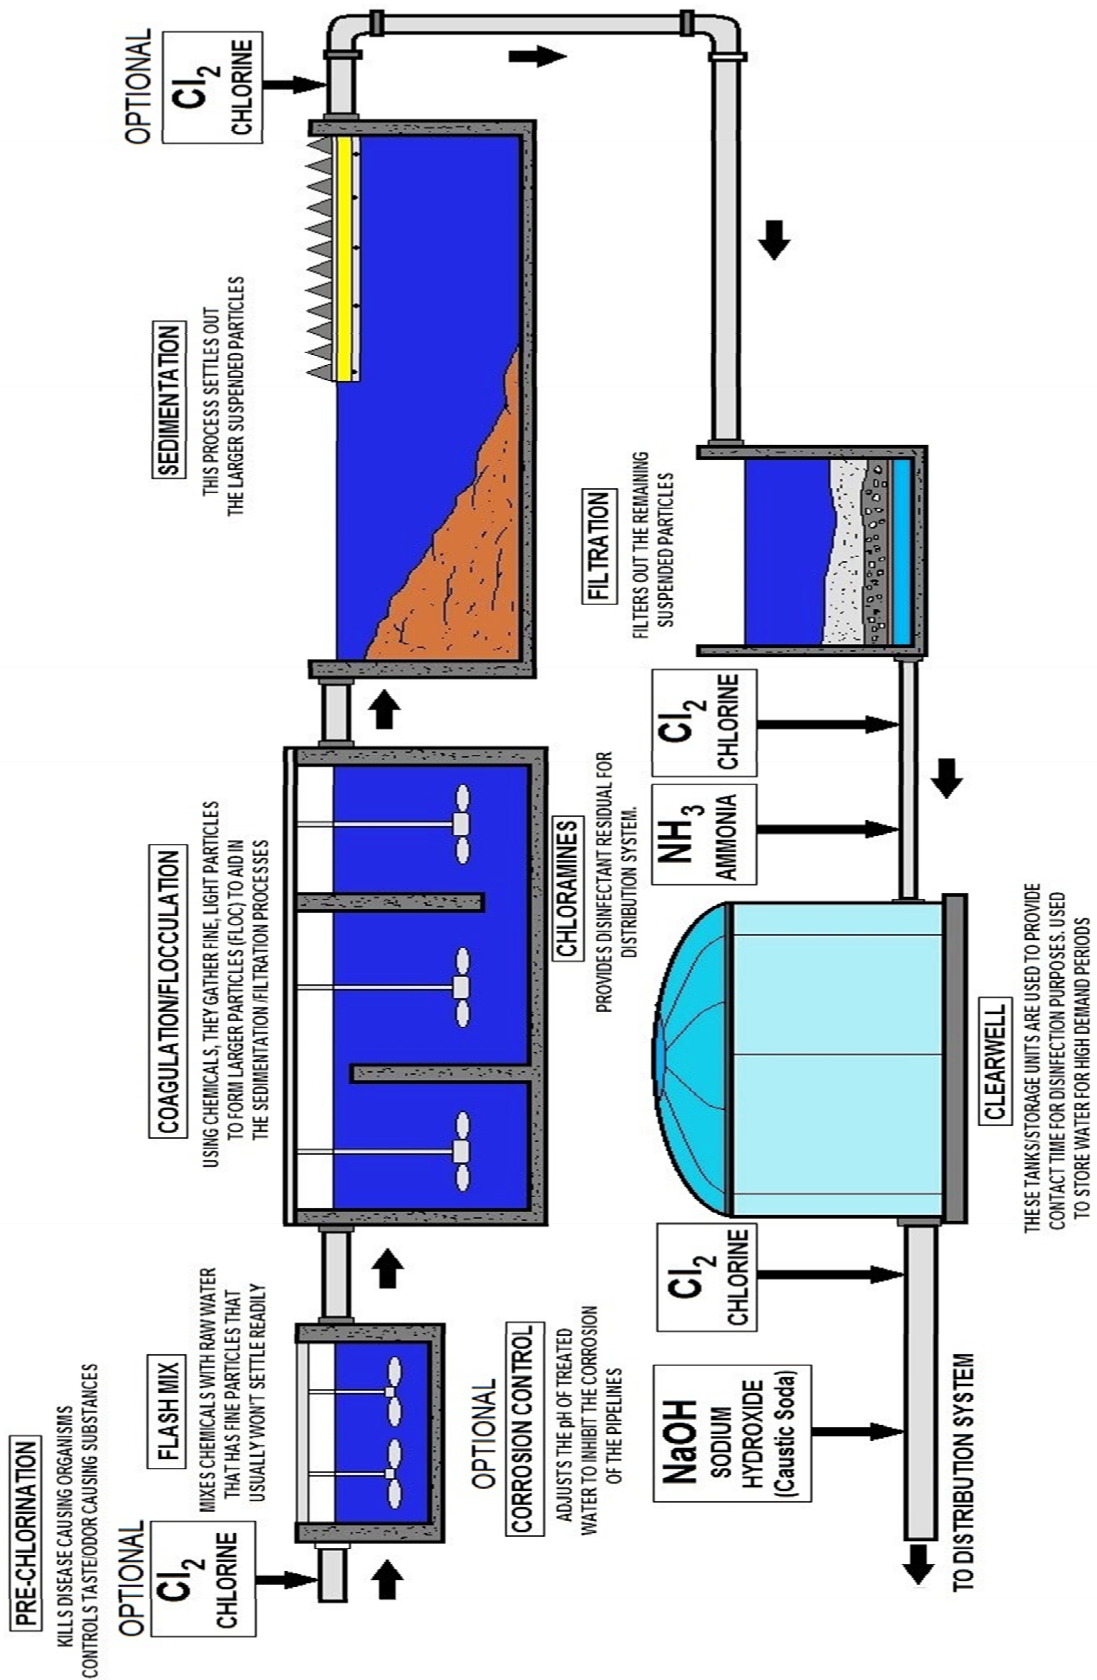 PRE-CHLORINATION
KILLS DISEASE CAUSING ORGANISMS
CONTROLS TASTE/ODOR CAUSING SUBSTANCES
OPTIONAL
Cl2
CHLORINE
FLASH MIX
MIXES CHEMICALS WITH RAW WATER
THAT HAS FINE PARTICLES THAT
USUALLY WON'T SETTLE READILY
COAGULATION/FLOCCULATION
USING CHEMICALS, THEY GATHER FINE, LIGHT PARTICLES
TO FORM LARGER PARTICLES (FLOC) TO AID IN
THE SEDIMENTATION/FILTRATION PROCESSES
SEDIMENTATION
THIS PROCESS SETTLES OUT
THE LARGER SUSPENDED PARTICLES
OPTIONAL
Cl2
CHLORINE
OPTIONAL
CORROSION CONTROL
ADJUSTS THE pH OF TREATED
WATER TO INHIBIT THE CORROSION
OF THE PIPELINES
CHLORAMINES
PROVIDES DISINFECTANT RESIDUAL FOR
DISTRIBUTION SYSTEM.
FILTRATION
FILTERS OUT THE REMAINING
SUSPENDED PARTICLES
NaOH
SODIUM
HYDROXIDE
(Caustic Soda)
Cl2
CHLORINE
NH3
AMMONIA
Cl2
CHLORINE
TO DISTRIBUTION SYSTEM
CLEARWELL
THESE TANKS/STORAGE UNITS ARE USED TO PROVIDE
CONTACT TIME FOR DISINFECTION PURPOSES. USED
TO STORE WATER FOR HIGH DEMAND PERIODS